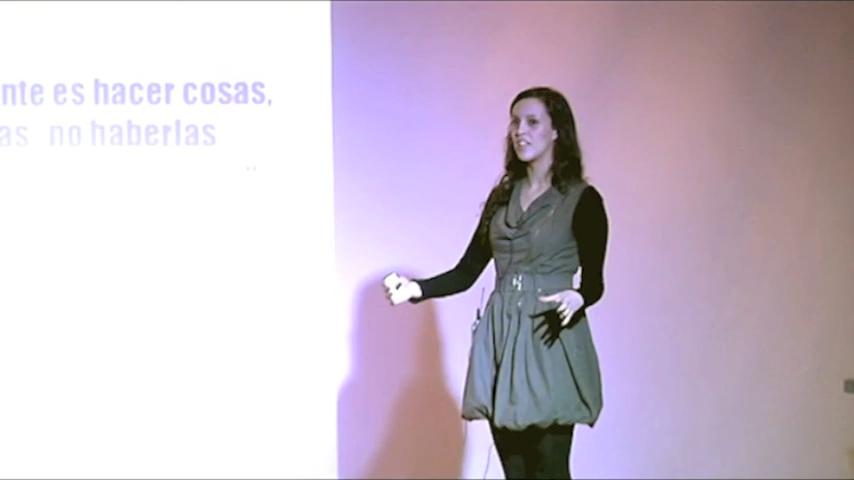 nte es hacer cosas,
as no haberlas